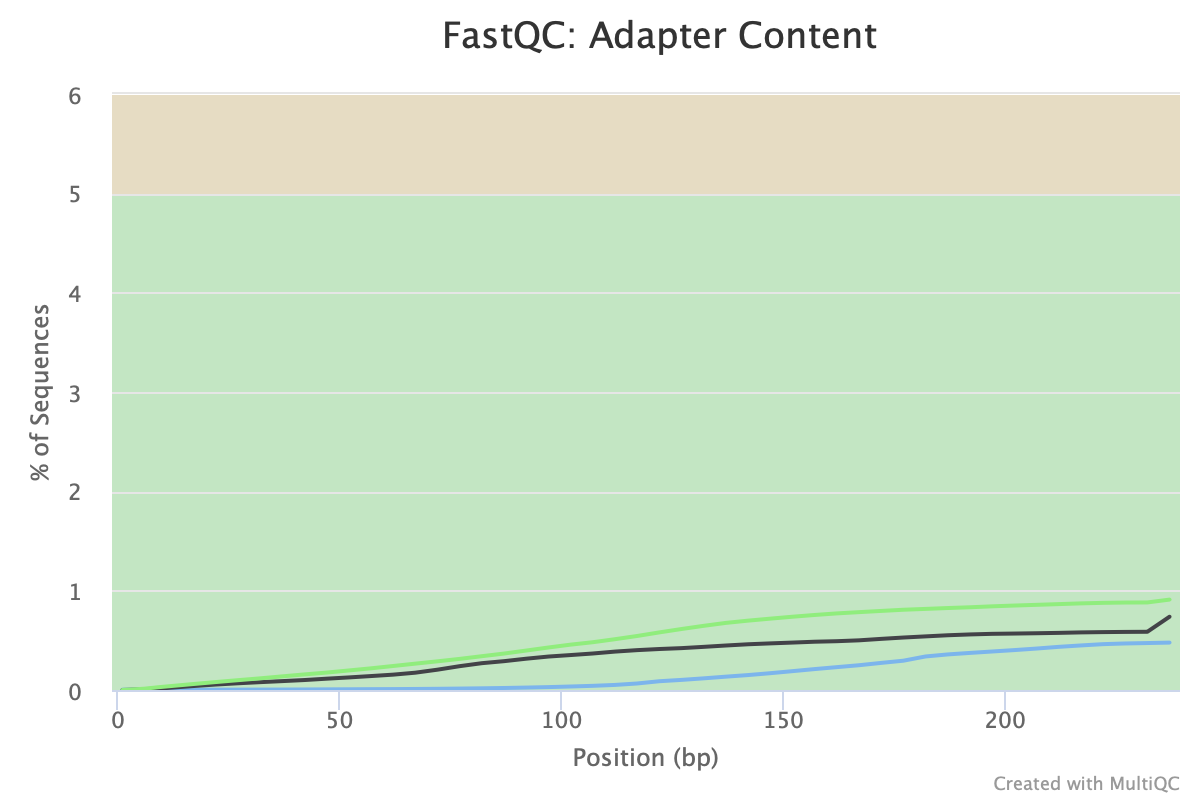 FastQC: Adapter Content
6
5
4
3
2
1
0
% of Sequences
0 50 100 150 200
Position (bp)
Created with MultiQC